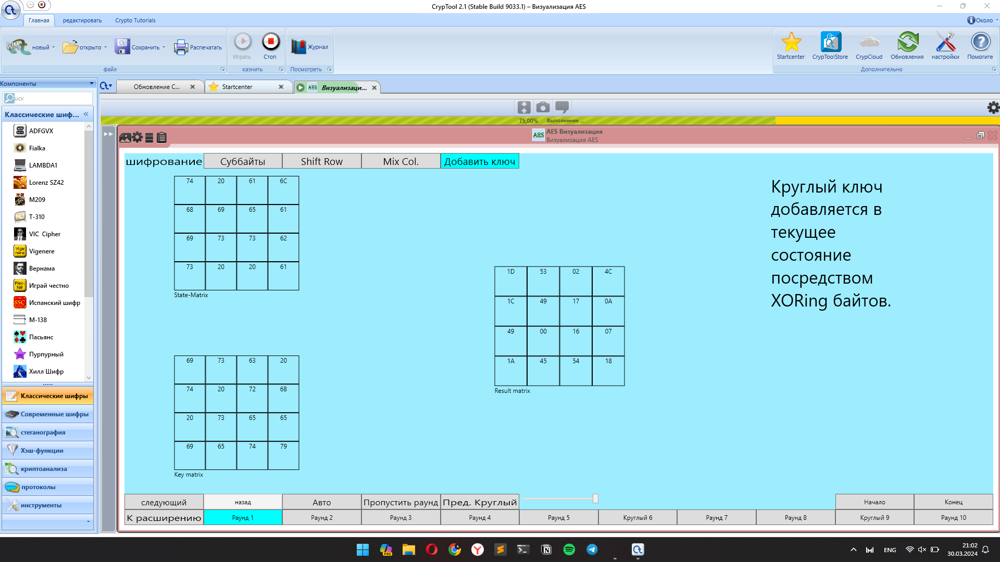 CrypTool 2.1 (Stable Build 9033.1) – Визуализация AES
Главная редактировать Crypto Tutorials Около
новый открыто Сохранить Распечатать Играть Стоп Журнал Startcenter CrypToolStore CrypCloud Обновления настройки Помогите
файл казнить Посмотреть Дополнительно
Компоненты
Обновление C... Startcenter AES Визуализаци...
иск
Классические шиф...
75,00% Выполнение ...
ADFGVX
Fialka
LAMBDA1
Lorenz SZ42
M209
T-310
VIC Cipher
Vigenere
Вернама
Играй честно
Испанский шифр
M-138
Пасьянс
Пурпурный
Хилл Шифр
Классические шифры
Современные шифры
стеганография
Хэш-функции
криптоанализа
протоколы
инструменты
AES AES Визуализация
Визуализация AES
шифрование Суббайты Shift Row Mix Col. Добавить ключ
74 20 61 6C
68 69 65 61
69 73 73 62
73 20 20 61
State-Matrix
69 73 63 20
74 20 72 6B
20 73 65 65
69 65 74 79
Key matrix
1D 53 02 4C
1C 49 17 0A
49 00 16 07
1A 45 54 18
Result matrix
Круглый ключ
добавляется в
текущее
состояние
посредством
XORing байтов.
следующий назад Авто Пропустить раунд Пред. Круглый Начало Конец
К расширению Раунд 1 Раунд 2 Раунд 3 Раунд 4 Раунд 5 Круглый 6 Раунд 7 Раунд 8 Круглый 9 Раунд 10
ENG 21:02
30.03.2024